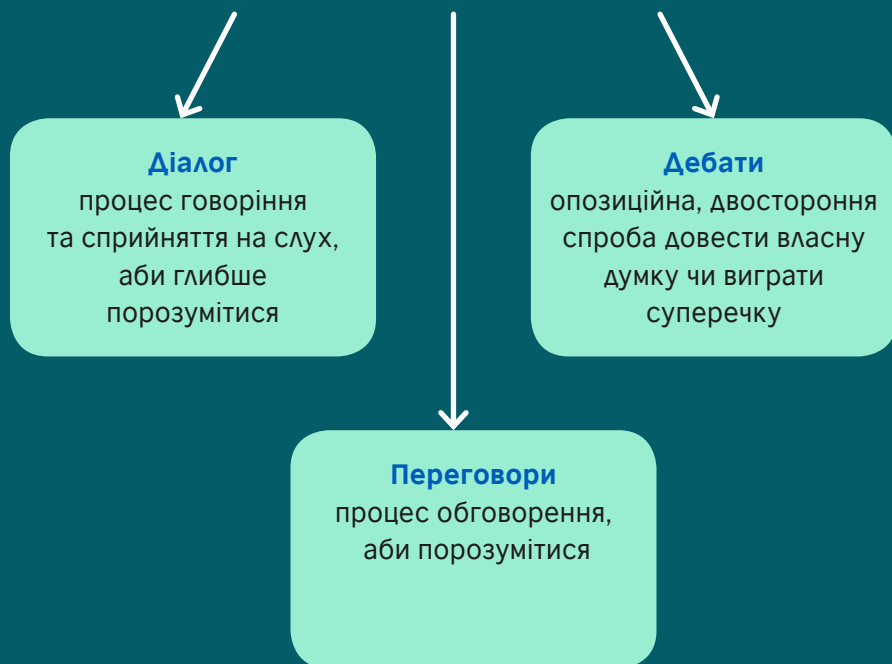 Діалог
процес говоріння
та сприйняття на слух,
аби глибше
порозумітися
Дебати
опозиційна, двостороння
спроба довести власну
думку чи виграти
суперечку
Переговори
процес обговорення,
аби порозумітися